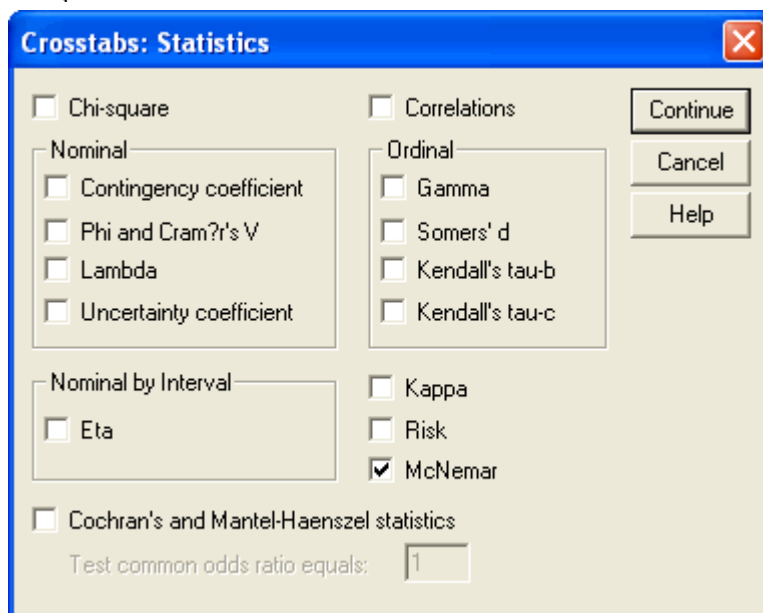 Crosstabs: Statistics
Chi-square
Correlations
Continue
Nominal
Contingency coefficient
Phi and Cram?r's V
Lambda
Uncertainty coefficient
Ordinal
Gamma
Somers' d
Kendall's tau-b
Kendall's tau-c
Cancel
Help
Nominal by Interval
Eta
Kappa
Risk
McNemar
Cochran's and Mantel-Haenszel statistics
Test common odds ratio equals: 1